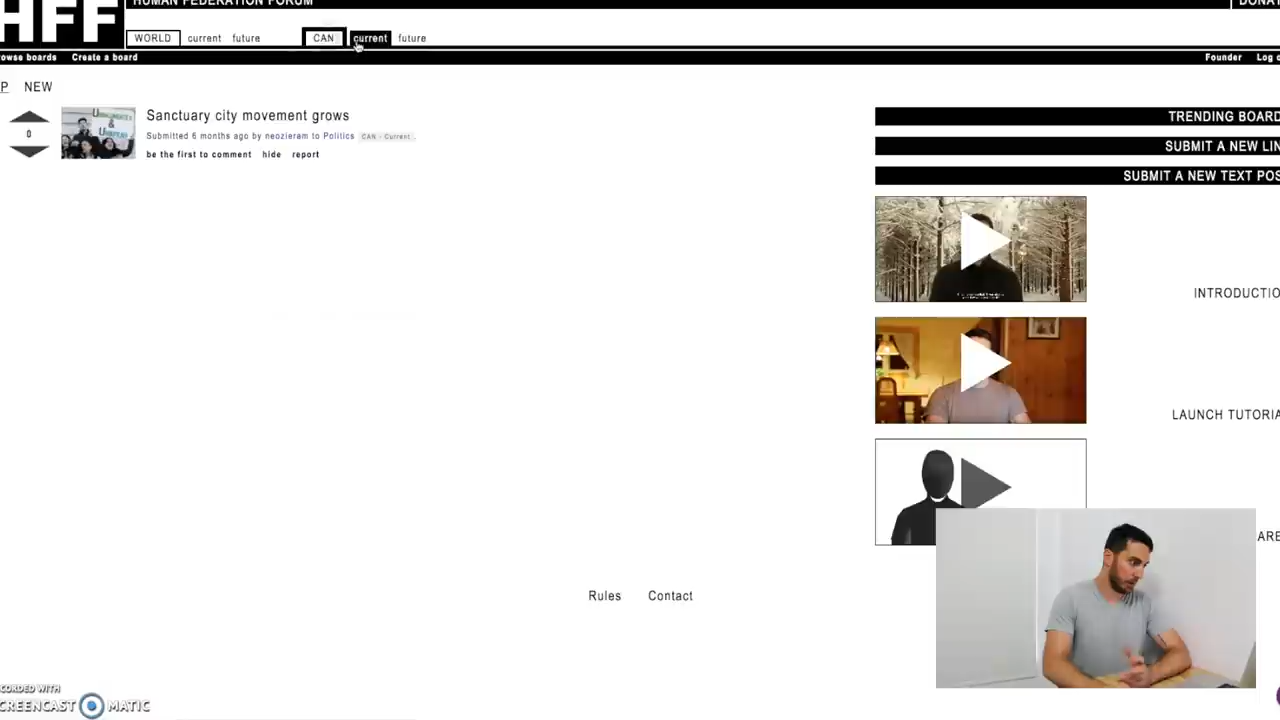 HFF
HUMAN FEDERATION FORUM
DONAT
WORLD current future CAN current future
rowse boards Create a board Founder Log o
P NEW
Sanctuary city movement grows
0
Submitted 6 months ago by neozieram to Politics CAN - Current .
be the first to comment hide report
TRENDING BOARD
SUBMIT A NEW LIN
SUBMIT A NEW TEXT POS
INTRODUCTIO
LAUNCH TUTORIA
ARE
Rules Contact
CORDED WITH
CREENCAST MATIC